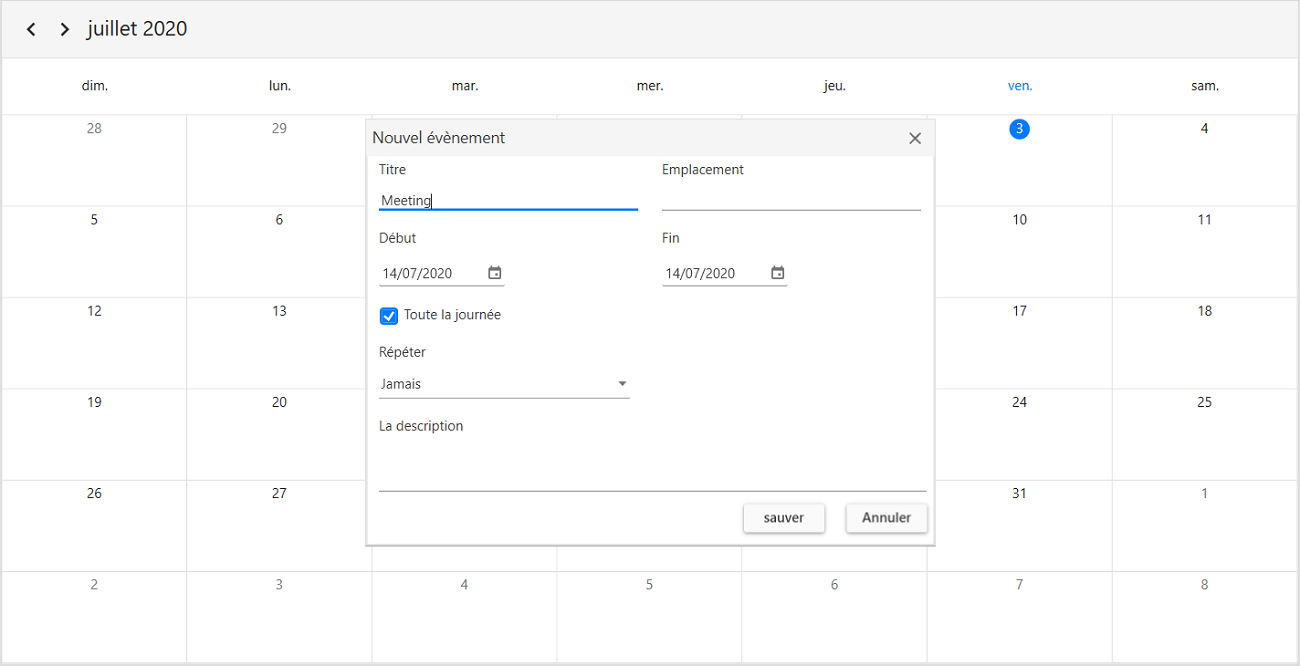 juillet 2020
dim. lun. mar. mer. jeu. ven. sam.
28 29 3 4
Nouvel évènement
Titre Emplacement
Meeting
5 6 10 11
Début Fin
14/07/2020 14/07/2020
12 13 17 18
Toute la journée
Répéter
Jamais
19 20 24 25
La description
26 27 31 1
sauver Annuler
2 3 4 5 6 7 8